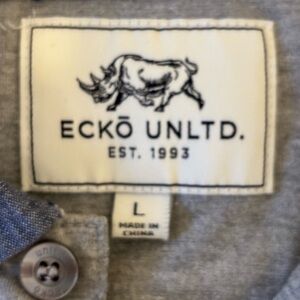 ECKŌ UNLTD.
EST. 1993
L
MADE IN
CHINA